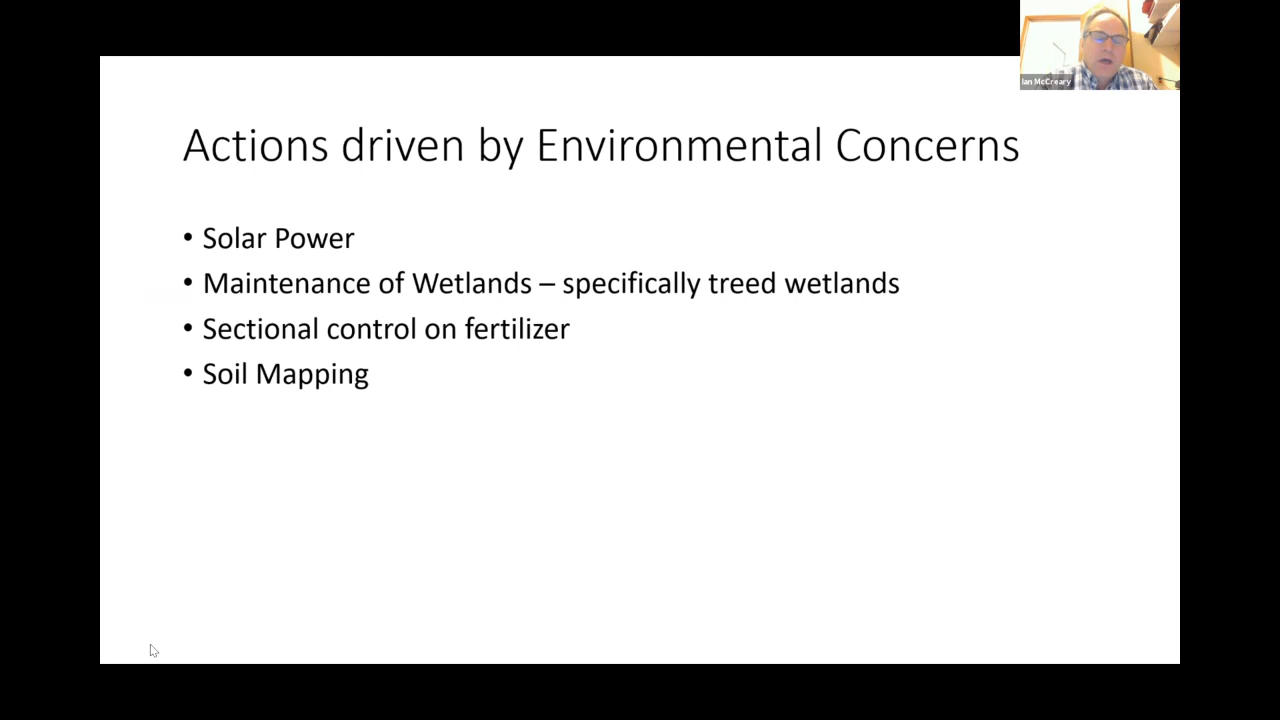 Ian McCreary
Actions driven by Environmental Concerns
• Solar Power
• Maintenance of Wetlands – specifically treed wetlands
• Sectional control on fertilizer
• Soil Mapping